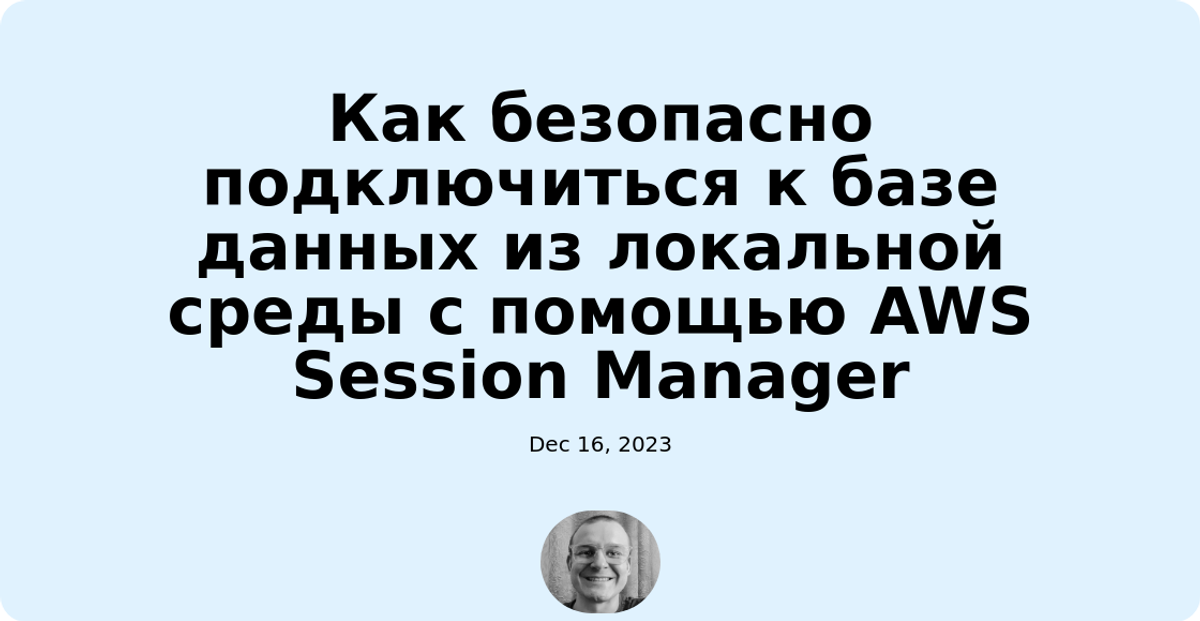 Как безопасно
подключиться к базе
данных из локальной
среды с помощью AWS
Session Manager
Dec 16, 2023